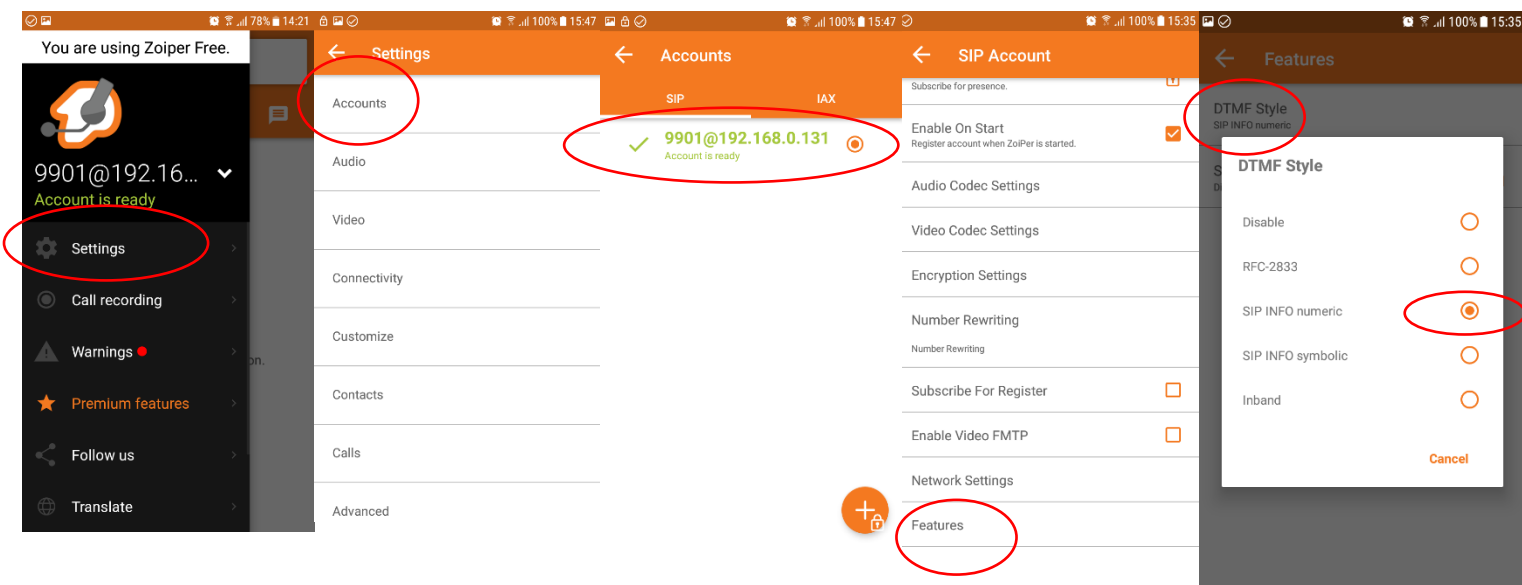 78% 14:21
You are using Zoiper Free.
9901@192.16...
Account is ready
Settings
Call recording
Warnings
on.
Premium features
Follow us
Translate
100% 15:47
Settings
Accounts
Audio
Video
Connectivity
Customize
Contacts
Calls
Advanced
100% 15:47
Accounts
SIP
IAX
9901@192.168.0.131
Account is ready
100% 15:35
SIP Account
Subscribe for presence.
Enable On Start
Register account when ZoiPer is started.
Audio Codec Settings
Video Codec Settings
Encryption Settings
Number Rewriting
Number Rewriting
Subscribe For Register
Enable Video FMTP
Network Settings
Features
100% 15:35
Features
DTMF Style
SIP INFO numeric
DTMF Style
Disable
RFC-2833
SIP INFO numeric
SIP INFO symbolic
Inband
Cancel